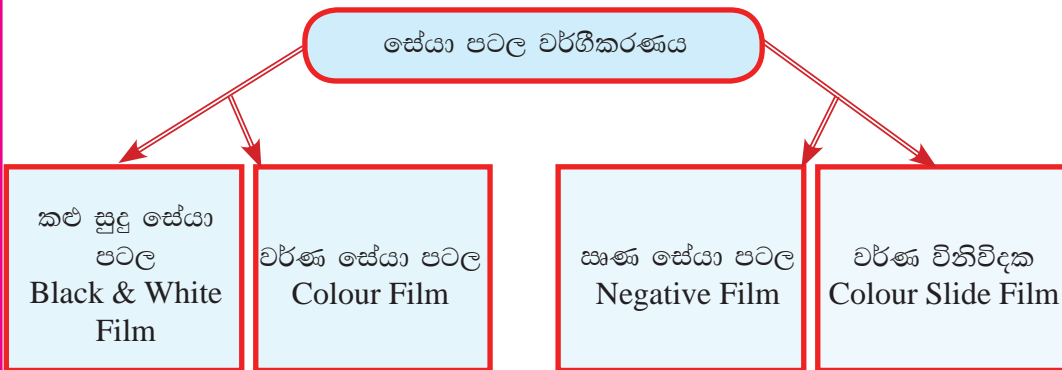 සේයා පටල වර්ගීකරණය
කළු සුදු සේයා
පටල
Black & White
Film
වර්ණ සේයා පටල
Colour Film
ඍණ සේයා පටල
Negative Film
වර්ණ විනිවිදක
Colour Slide Film